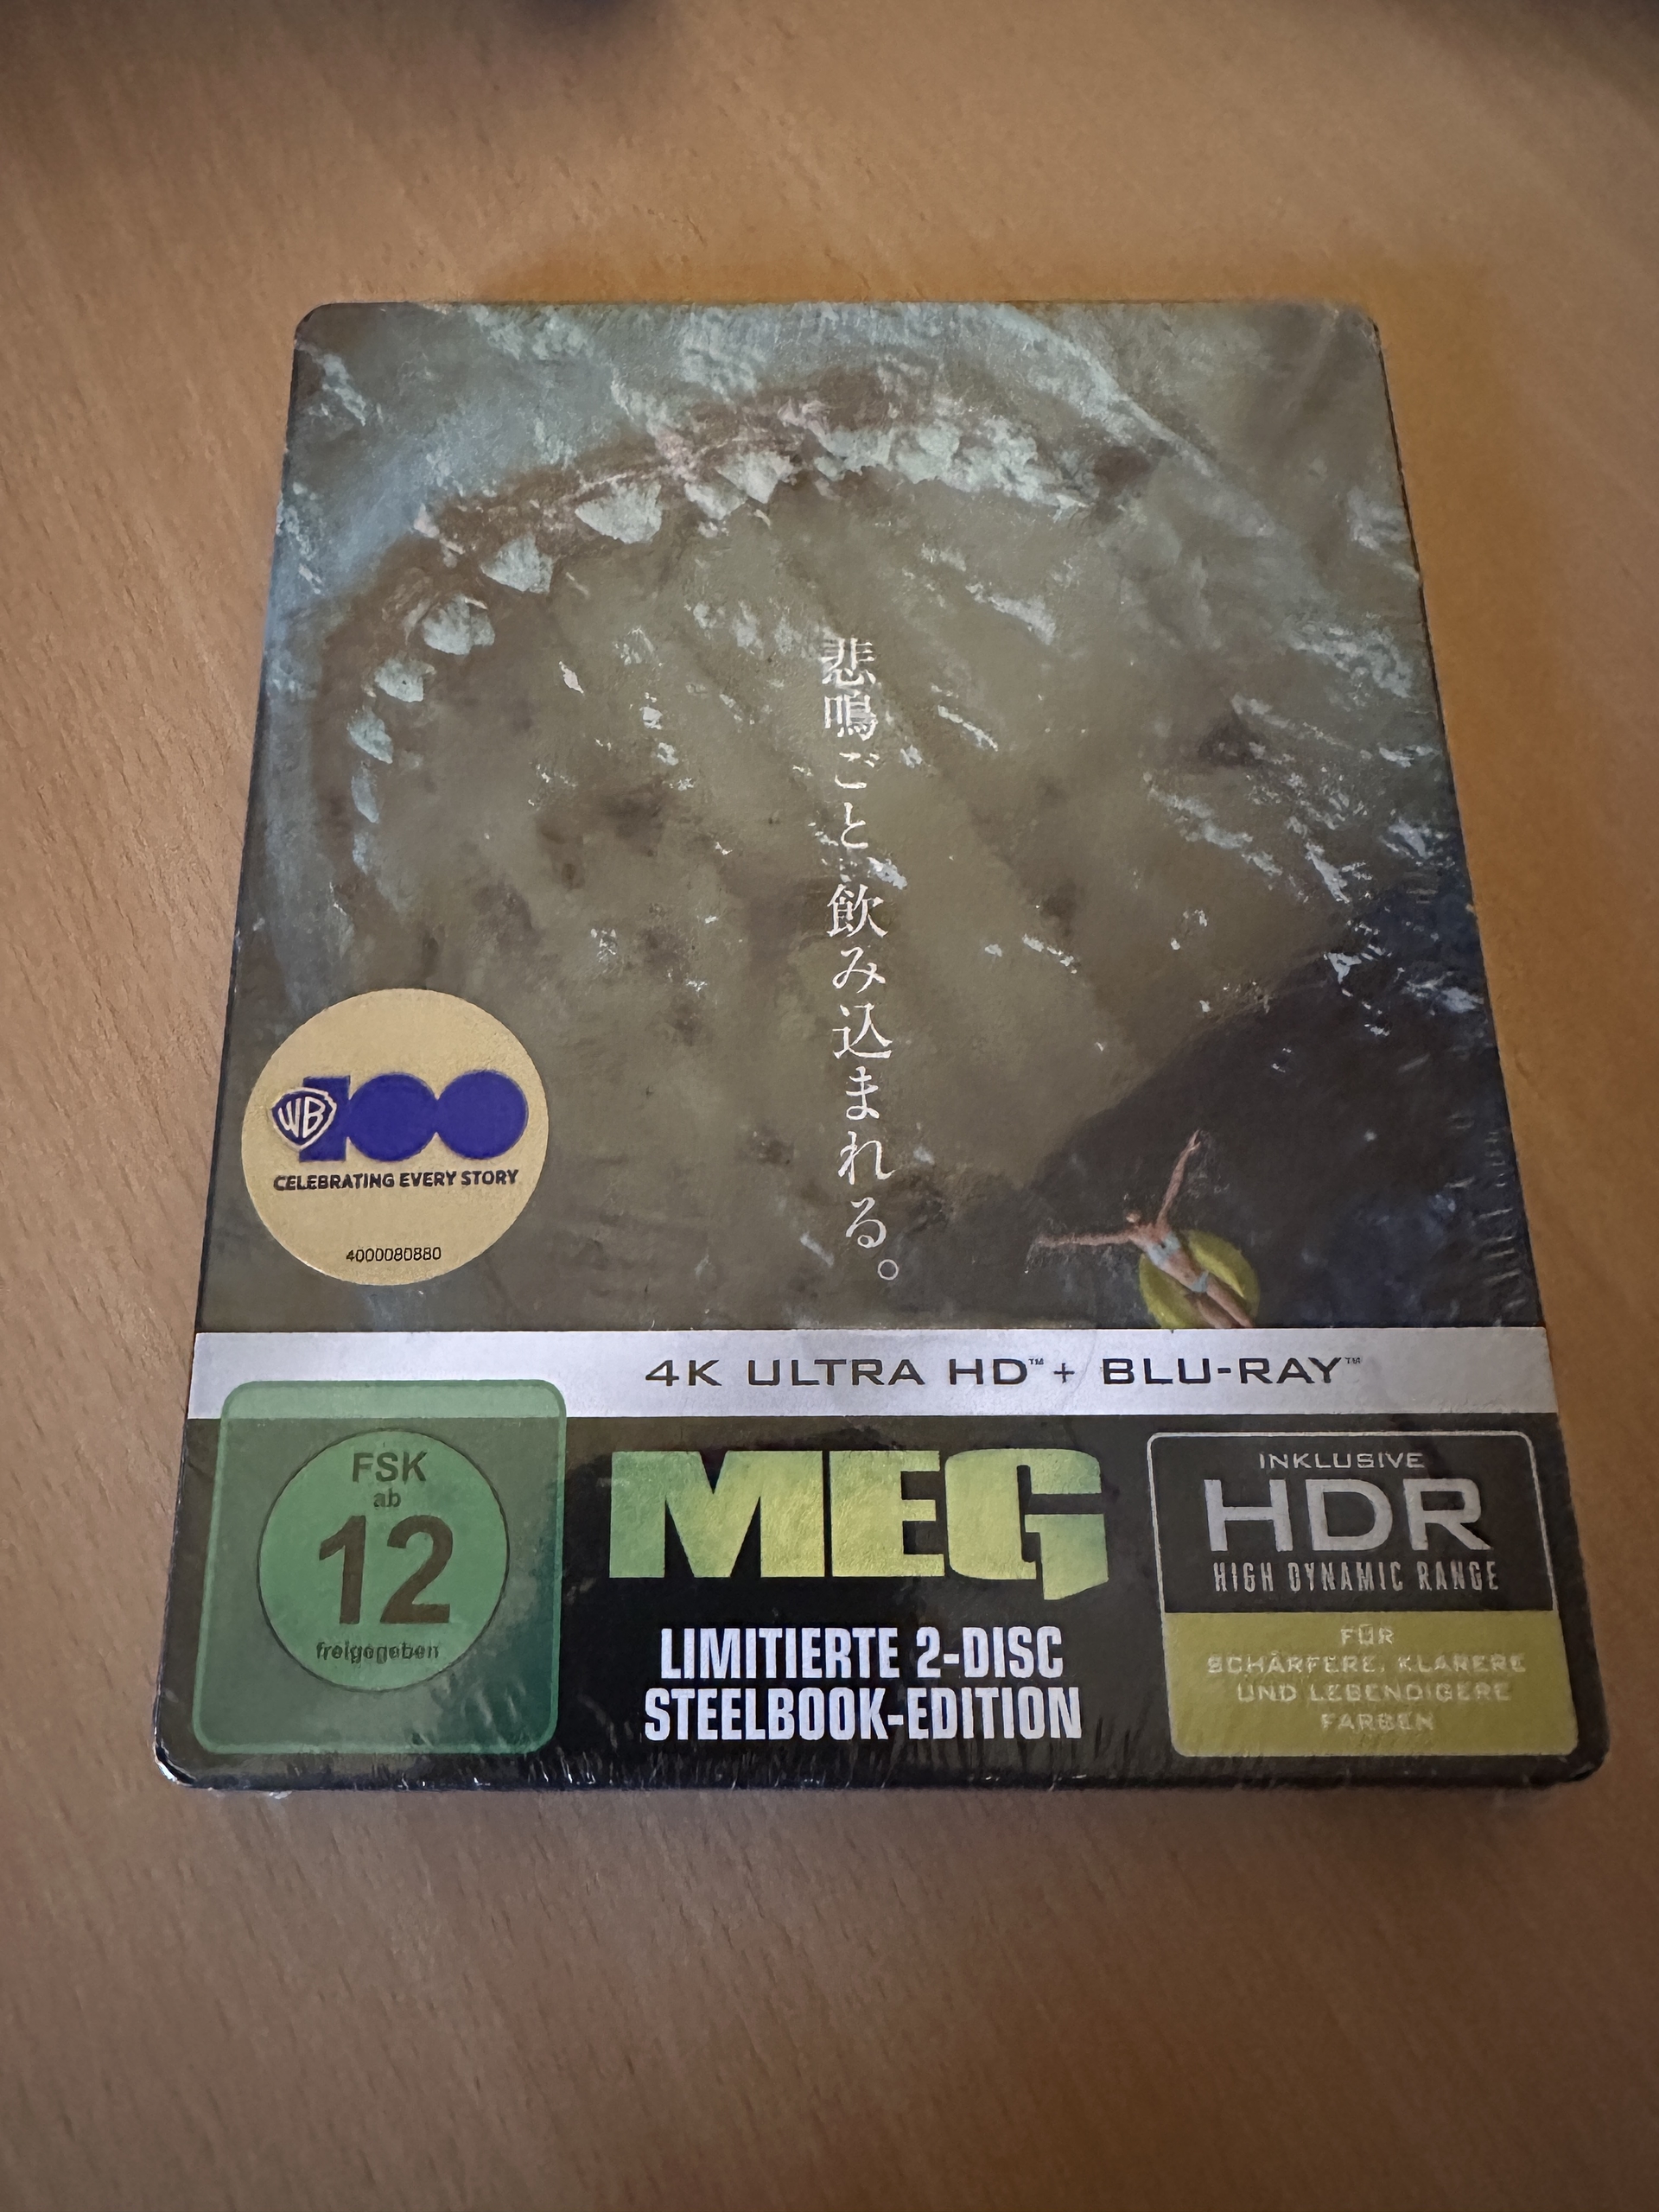 悲鳴ごと、飲み込まれる。
WB 100
CELEBRATING EVERY STORY
4000080880
4K ULTRA HD™ + BLU-RAY™
FSK
ab
12
freigegeben
MEG
LIMITIERTE 2-DISC
STEELBOOK-EDITION
INKLUSIVE
HDR
HIGH DYNAMIC RANGE
FÜR
SCHÄRFERE, KLARERE
UND LEBENDIGERE
FARBEN